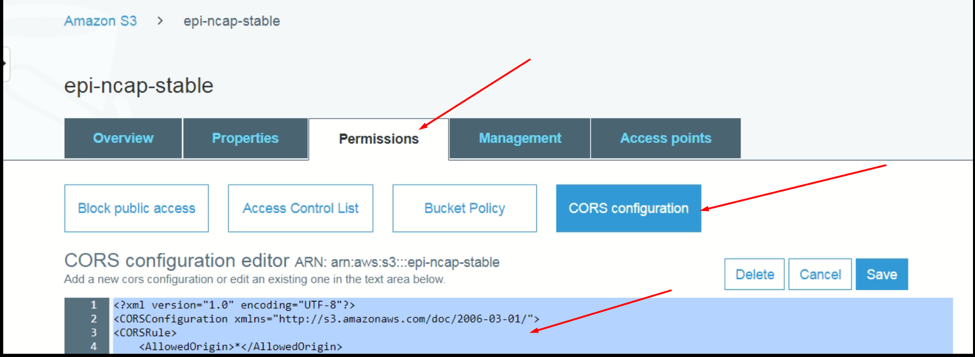 Amazon S3 > epi-ncap-stable
epi-ncap-stable
Overview Properties Permissions Management Access points
Block public access Access Control List Bucket Policy CORS configuration
CORS configuration editor ARN: arn:aws:s3:::epi-ncap-stable
Add a new cors configuration or edit an existing one in the text area below.
Delete Cancel Save
1 <?xml version="1.0" encoding="UTF-8"?>
2 <CORSConfiguration xmlns="http://s3.amazonaws.com/doc/2006-03-01/">
3 <CORSRule>
4 <AllowedOrigin>*</AllowedOrigin>